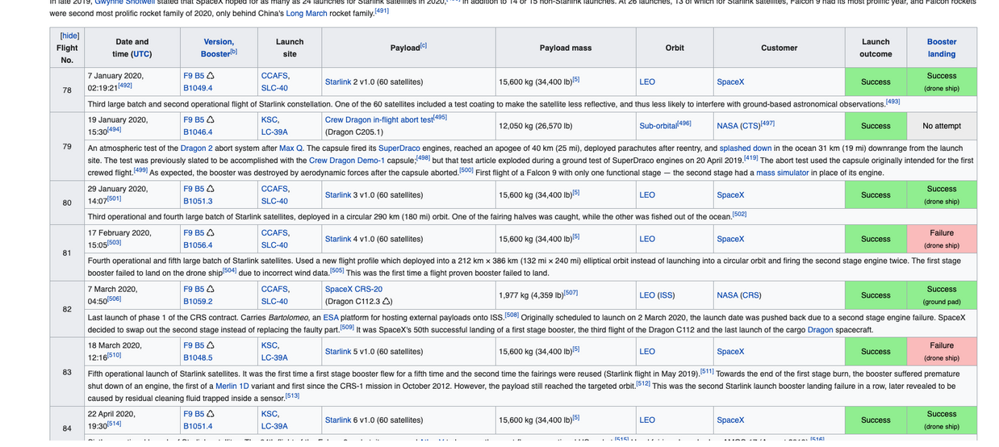 In late 2019, Gwynne Shotwell stated that SpaceX hoped for as many as 24 launches for Starlink satellites in 2020, in addition to 14 or 15 non-Starlink launches. At 26 launches, 13 of which for Starlink satellites, Falcon 9 had its most prolific year, and Falcon rockets
were second most prolific rocket family of 2020, only behind China's Long March rocket family.[491]
[hide] Flight No. Date and time (UTC) Version, Booster[b] Launch site Payload[c] Payload mass Orbit Customer Launch outcome Booster landing
78 7 January 2020, 02:19:21[492] F9 B5 ♺ B1049.4 CCAFS, SLC-40 Starlink 2 v1.0 (60 satellites) 15,600 kg (34,400 lb)[5] LEO SpaceX Success Success (drone ship)
Third large batch and second operational flight of Starlink constellation. One of the 60 satellites included a test coating to make the satellite less reflective, and thus less likely to interfere with ground-based astronomical observations.[493]
79 19 January 2020, 15:30[494] F9 B5 ♺ B1046.4 KSC, LC-39A Crew Dragon in-flight abort test[495] (Dragon C205.1) 12,050 kg (26,570 lb) Sub-orbital[496] NASA (CTS)[497] Success No attempt
An atmospheric test of the Dragon 2 abort system after Max Q. The capsule fired its SuperDraco engines, reached an apogee of 40 km (25 mi), deployed parachutes after reentry, and splashed down in the ocean 31 km (19 mi) downrange from the launch
site. The test was previously slated to be accomplished with the Crew Dragon Demo-1 capsule;[498] but that test article exploded during a ground test of SuperDraco engines on 20 April 2019.[419] The abort test used the capsule originally intended for the first
crewed flight.[499] As expected, the booster was destroyed by aerodynamic forces after the capsule aborted.[500] First flight of a Falcon 9 with only one functional stage — the second stage had a mass simulator in place of its engine.
80 29 January 2020, 14:07[501] F9 B5 ♺ B1051.3 CCAFS, SLC-40 Starlink 3 v1.0 (60 satellites) 15,600 kg (34,400 lb)[5] LEO SpaceX Success Success (drone ship)
Third operational and fourth large batch of Starlink satellites, deployed in a circular 290 km (180 mi) orbit. One of the fairing halves was caught, while the other was fished out of the ocean.[502]
81 17 February 2020, 15:05[503] F9 B5 ♺ B1056.4 CCAFS, SLC-40 Starlink 4 v1.0 (60 satellites) 15,600 kg (34,400 lb)[5] LEO SpaceX Success Failure (drone ship)
Fourth operational and fifth large batch of Starlink satellites. Used a new flight profile which deployed into a 212 km × 386 km (132 mi × 240 mi) elliptical orbit instead of launching into a circular orbit and firing the second stage engine twice. The first stage
booster failed to land on the drone ship[504] due to incorrect wind data.[505] This was the first time a flight proven booster failed to land.
82 7 March 2020, 04:50[506] F9 B5 ♺ B1059.2 CCAFS, SLC-40 SpaceX CRS-20 (Dragon C112.3 ♺) 1,977 kg (4,359 lb)[507] LEO (ISS) NASA (CRS) Success Success (ground pad)
Last launch of phase 1 of the CRS contract. Carries Bartolomeo, an ESA platform for hosting external payloads onto ISS.[508] Originally scheduled to launch on 2 March 2020, the launch date was pushed back due to a second stage engine failure. SpaceX
decided to swap out the second stage instead of replacing the faulty part.[509] It was SpaceX's 50th successful landing of a first stage booster, the third flight of the Dragon C112 and the last launch of the cargo Dragon spacecraft.
83 18 March 2020, 12:16[510] F9 B5 ♺ B1048.5 KSC, LC-39A Starlink 5 v1.0 (60 satellites) 15,600 kg (34,400 lb)[5] LEO SpaceX Success Failure (drone ship)
Fifth operational launch of Starlink satellites. It was the first time a first stage booster flew for a fifth time and the second time the fairings were reused (Starlink flight in May 2019).[511] Towards the end of the first stage burn, the booster suffered premature
shut down of an engine, the first of a Merlin 1D variant and first since the CRS-1 mission in October 2012. However, the payload still reached the targeted orbit.[512] This was the second Starlink launch booster landing failure in a row, later revealed to be
caused by residual cleaning fluid trapped inside a sensor.[513]
84 22 April 2020, 19:30[514] F9 B5 ♺ B1051.4 KSC, LC-39A Starlink 6 v1.0 (60 satellites) 15,600 kg (34,400 lb)[5] LEO SpaceX Success Success (drone ship)